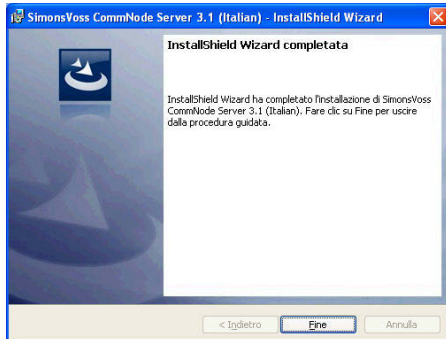 SimonsVoss CommNode Server 3.1 (Italian) - InstallShield Wizard
InstallShield Wizard completata
InstallShield Wizard ha completato l'installazione di SimonsVoss
CommNode Server 3.1 (Italian). Fare clic su Fine per uscire
dalla procedura guidata.
< Indietro
Fine
Annulla